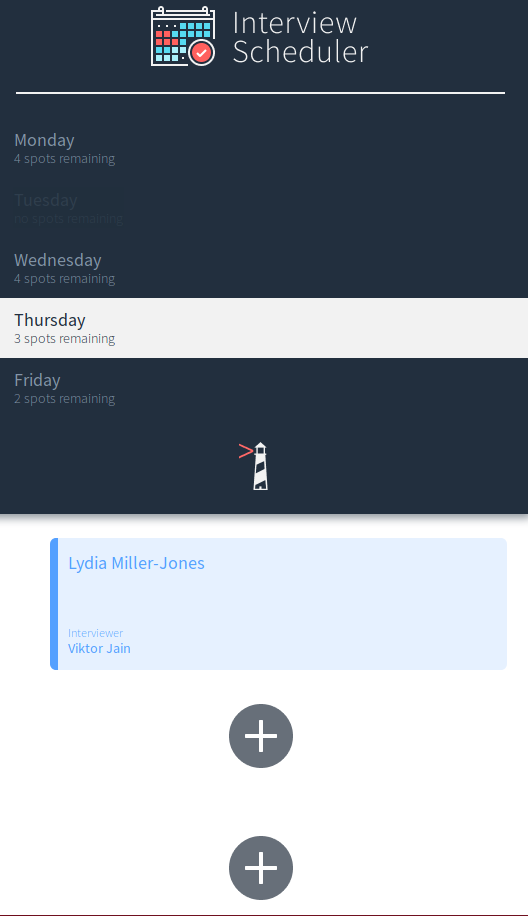 Interview
Scheduler
Monday
4 spots remaining
Tuesday
no spots remaining
Wednesday
4 spots remaining
Thursday
3 spots remaining
Friday
2 spots remaining
Lydia Miller-Jones
Interviewer
Viktor Jain